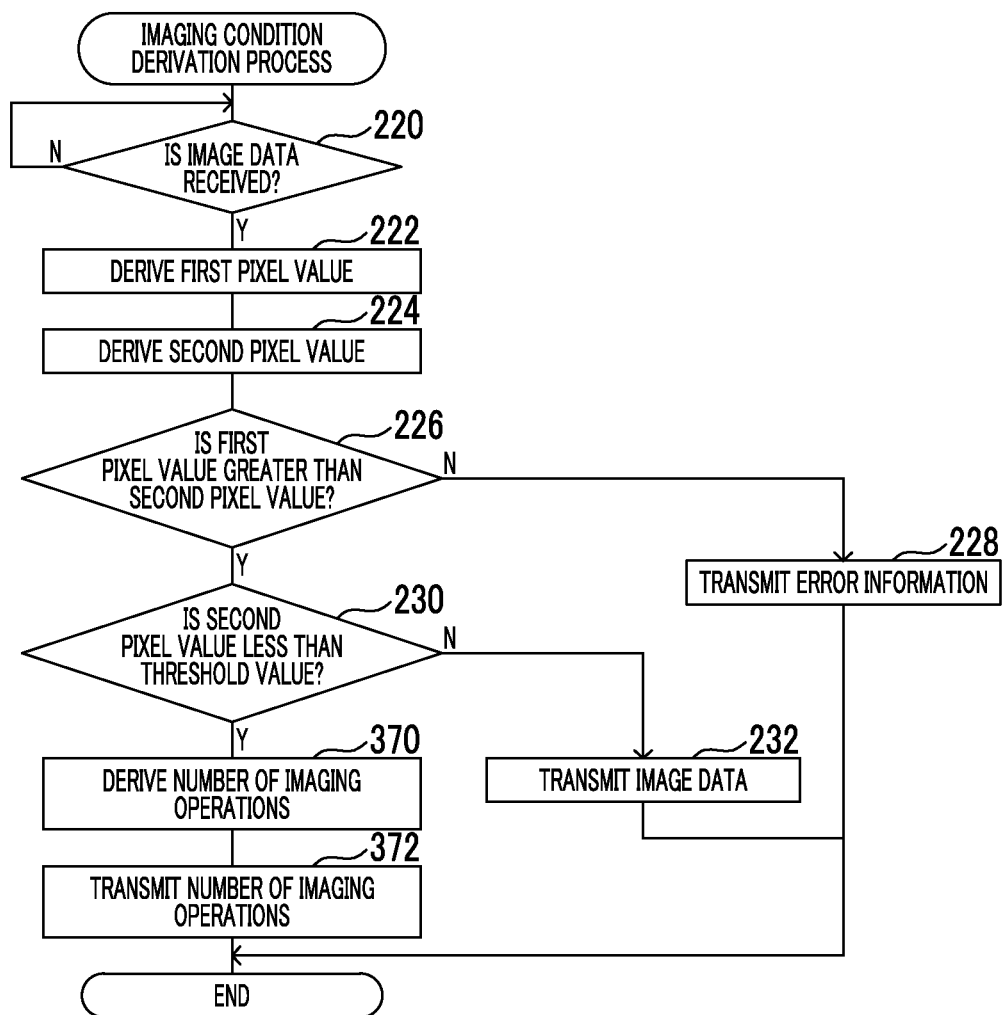 IMAGING CONDITION
DERIVATION PROCESS
220
N
IS IMAGE DATA
RECEIVED?
Y
222
DERIVE FIRST PIXEL VALUE
224
DERIVE SECOND PIXEL VALUE
226
IS FIRST
PIXEL VALUE GREATER THAN
SECOND PIXEL VALUE?
N
Y
228
TRANSMIT ERROR INFORMATION
230
IS SECOND
PIXEL VALUE LESS THAN
THRESHOLD VALUE?
N
Y
370
DERIVE NUMBER OF IMAGING
OPERATIONS
232
TRANSMIT IMAGE DATA
372
TRANSMIT NUMBER OF IMAGING
OPERATIONS
END